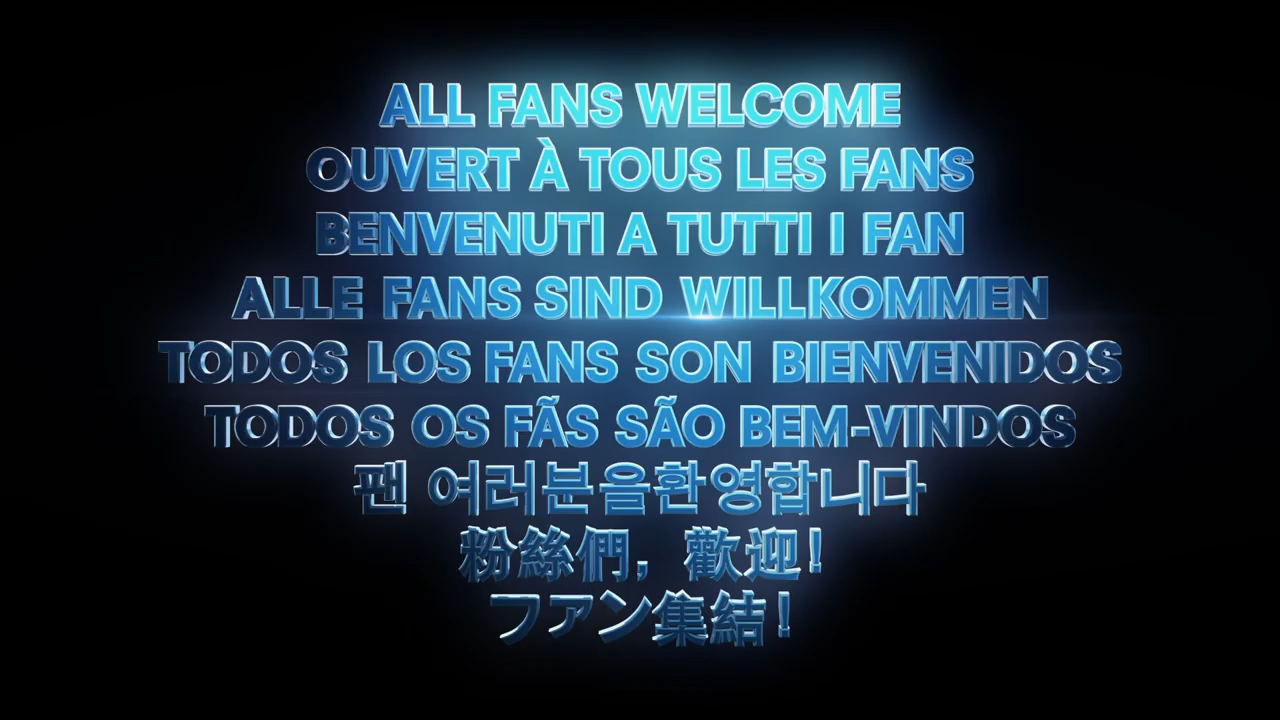 ALL FANS WELCOME
OUVERT À TOUS LES FANS
BENVENUTI A TUTTI I FAN
ALLE FANS SIND WILLKOMMEN
TODOS LOS FANS SON BIENVENIDOS
TODOS OS FÃS SÃO BEM-VINDOS
팬 여러분을환영합니다
粉絲們，歡迎！
ファン集結！